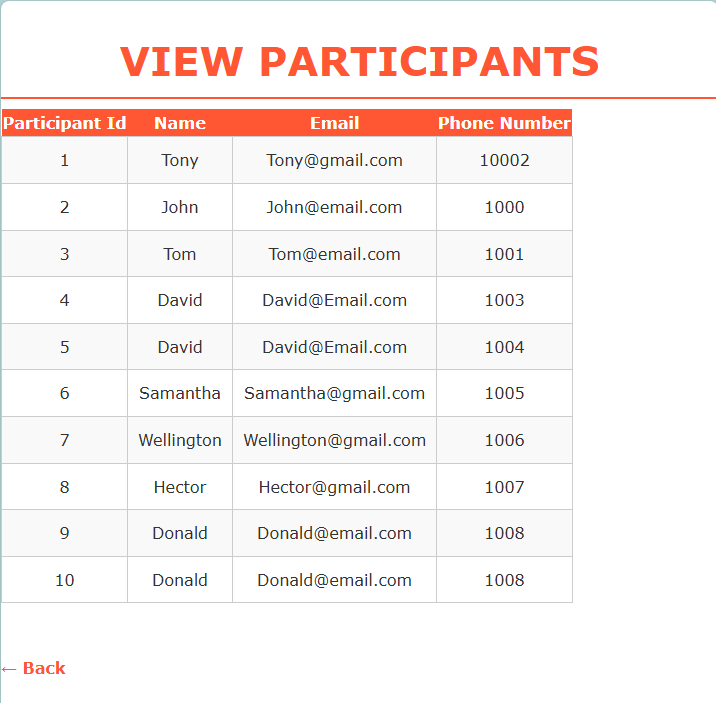 VIEW PARTICIPANTS
Participant Id Name Email Phone Number
1 Tony Tony@gmail.com 10002
2 John John@email.com 1000
3 Tom Tom@email.com 1001
4 David David@Email.com 1003
5 David David@Email.com 1004
6 Samantha Samantha@gmail.com 1005
7 Wellington Wellington@gmail.com 1006
8 Hector Hector@gmail.com 1007
9 Donald Donald@email.com 1008
10 Donald Donald@email.com 1008
← Back